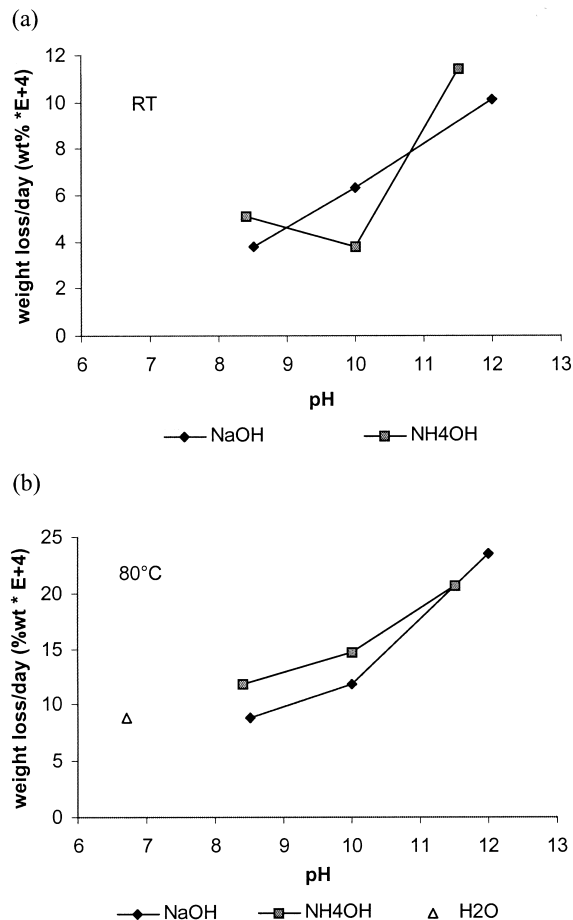 (a)
12
10
8
6
4
2
0
weight loss/day (wt% *E+4)
RT
6 7 8 9 10 11 12 13
pH
NaOH NH4OH
(b)
25
20
15
10
5
0
weight loss/day (%wt * E+4)
80°C
6 7 8 9 10 11 12 13
pH
NaOH NH4OH H2O